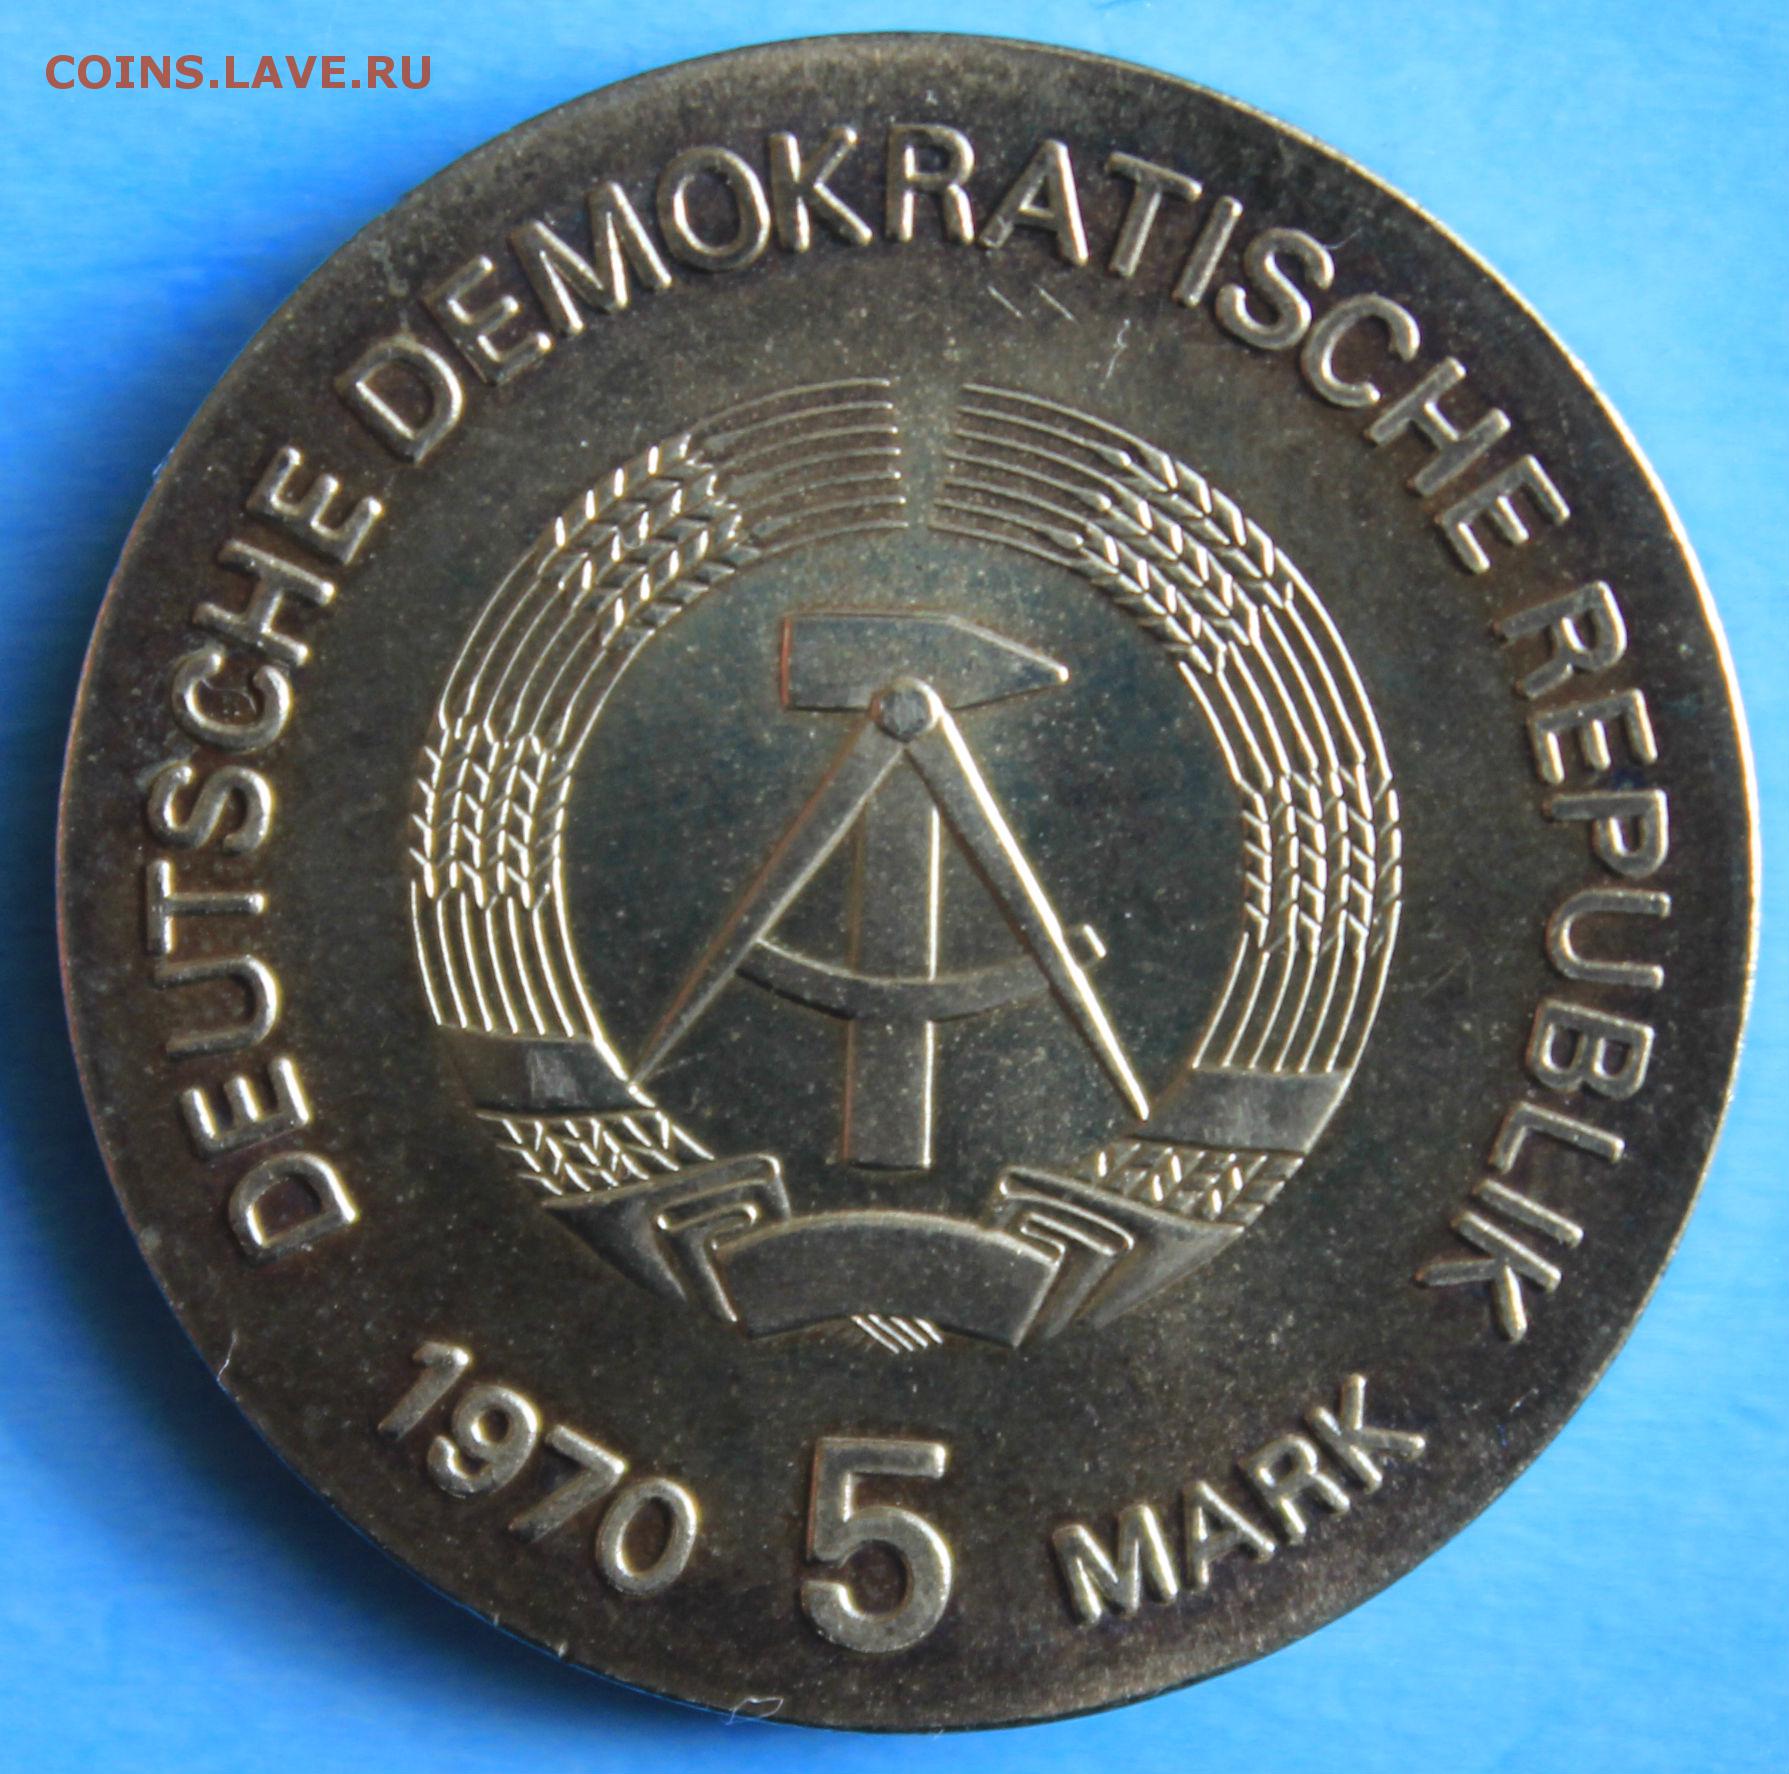 COINS.LAVE.RU
DEUTSCHE DEMOKRATISCHE REPUBLIK
1970 5 MARK